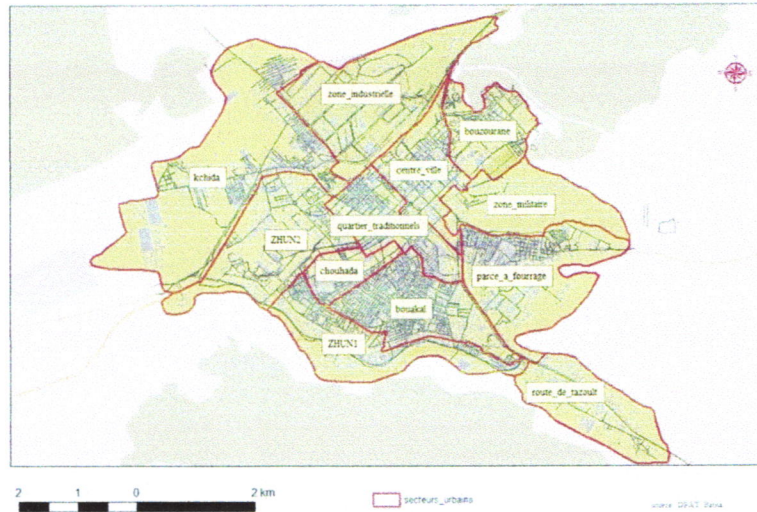 zone_industrielle
bouzourane
centre_ville
kchida
zone_militaire
quartier_traditionnels
ZHUN2
chouhada
parce_a_fourrage
bouakal
ZHUN1
route_de_tazoult
2 1 0 2 km
secteurs_urbains